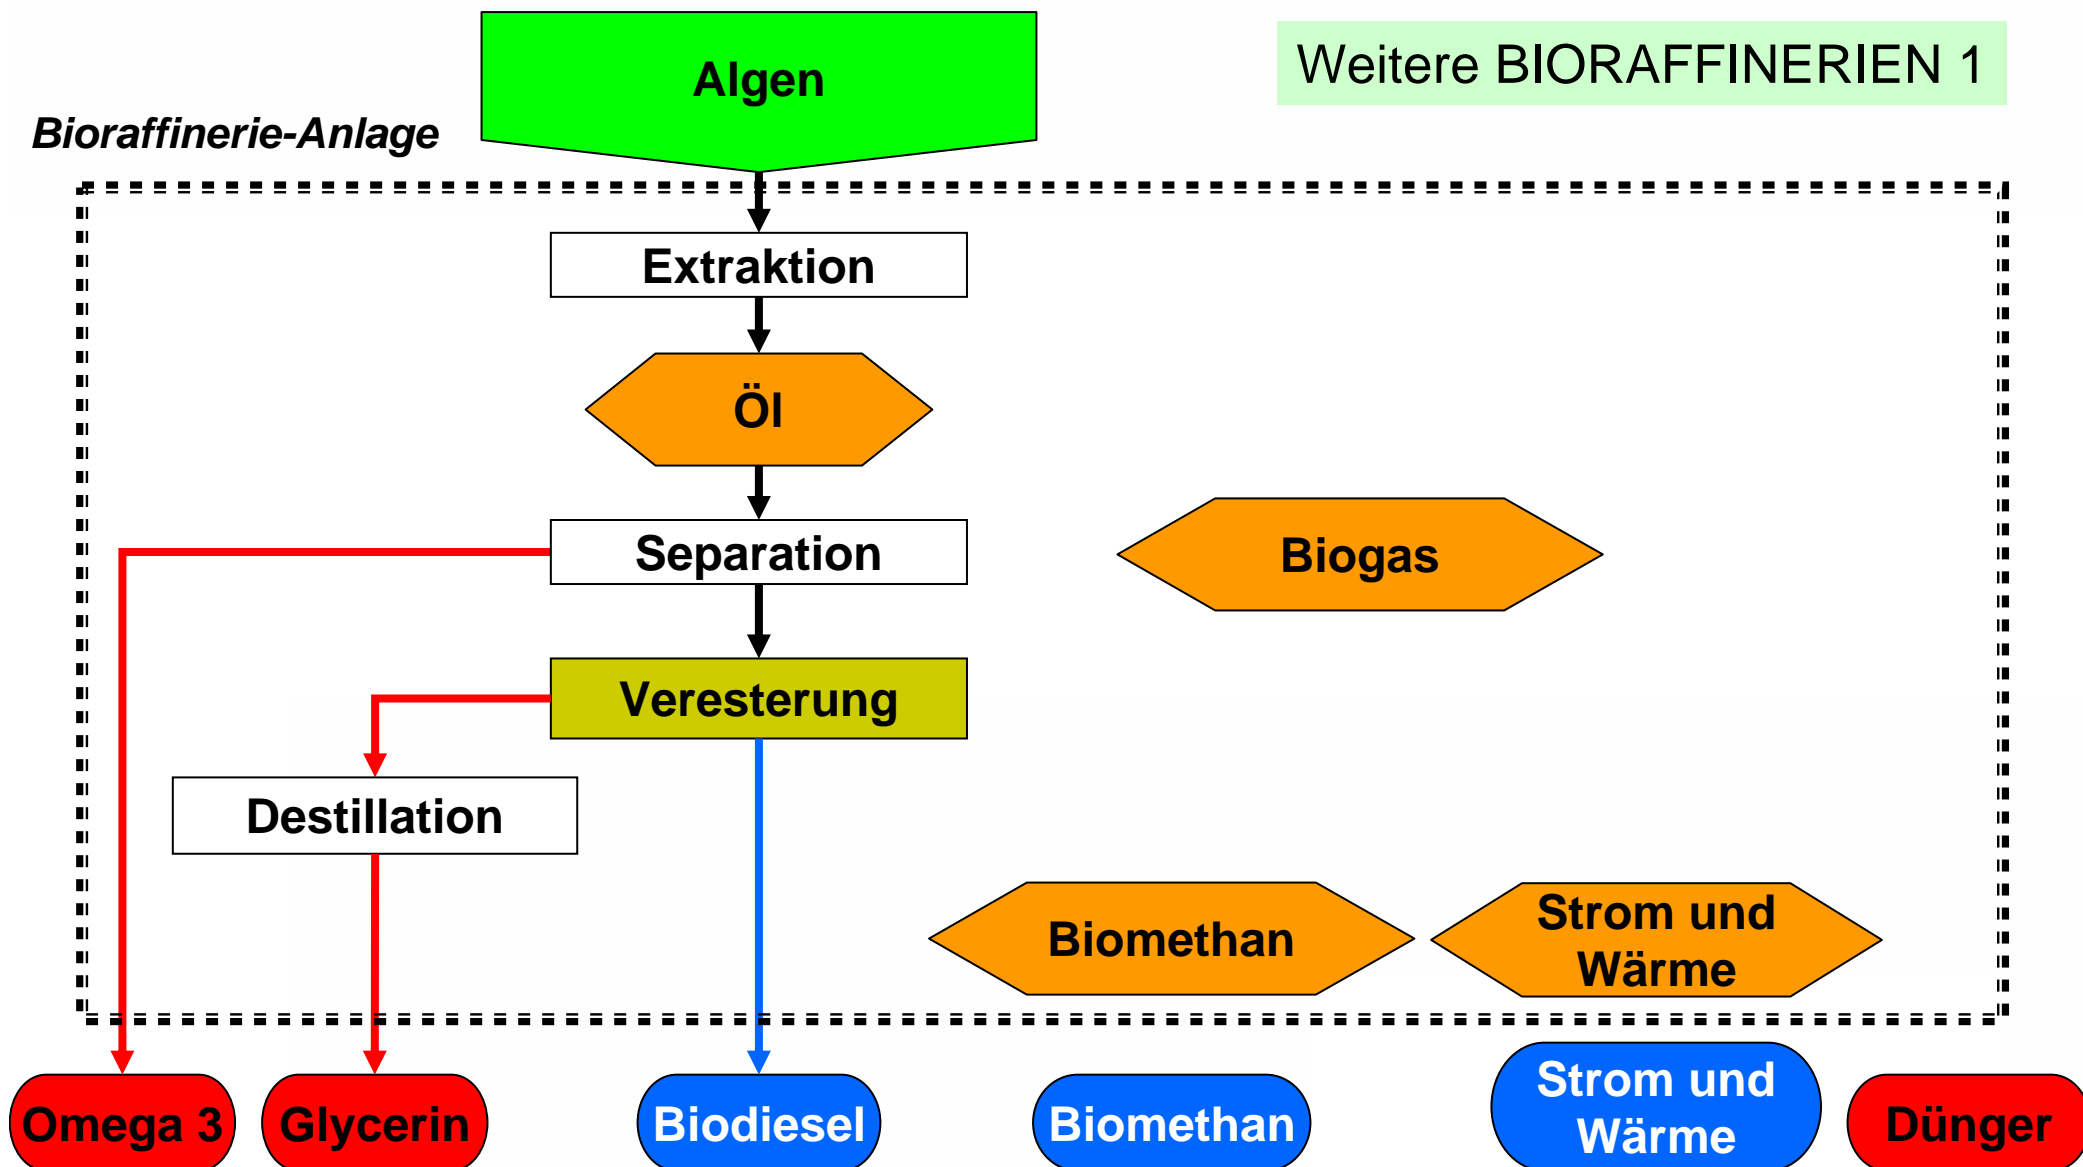 Algen
Weitere BIORAFFINERIEN 1
Bioraffinerie-Anlage
Extraktion
Öl
Separation
Biogas
Veresterung
Destillation
Biomethan
Strom und
Wärme
Omega 3
Glycerin
Biodiesel
Biomethan
Strom und
Wärme
Dünger